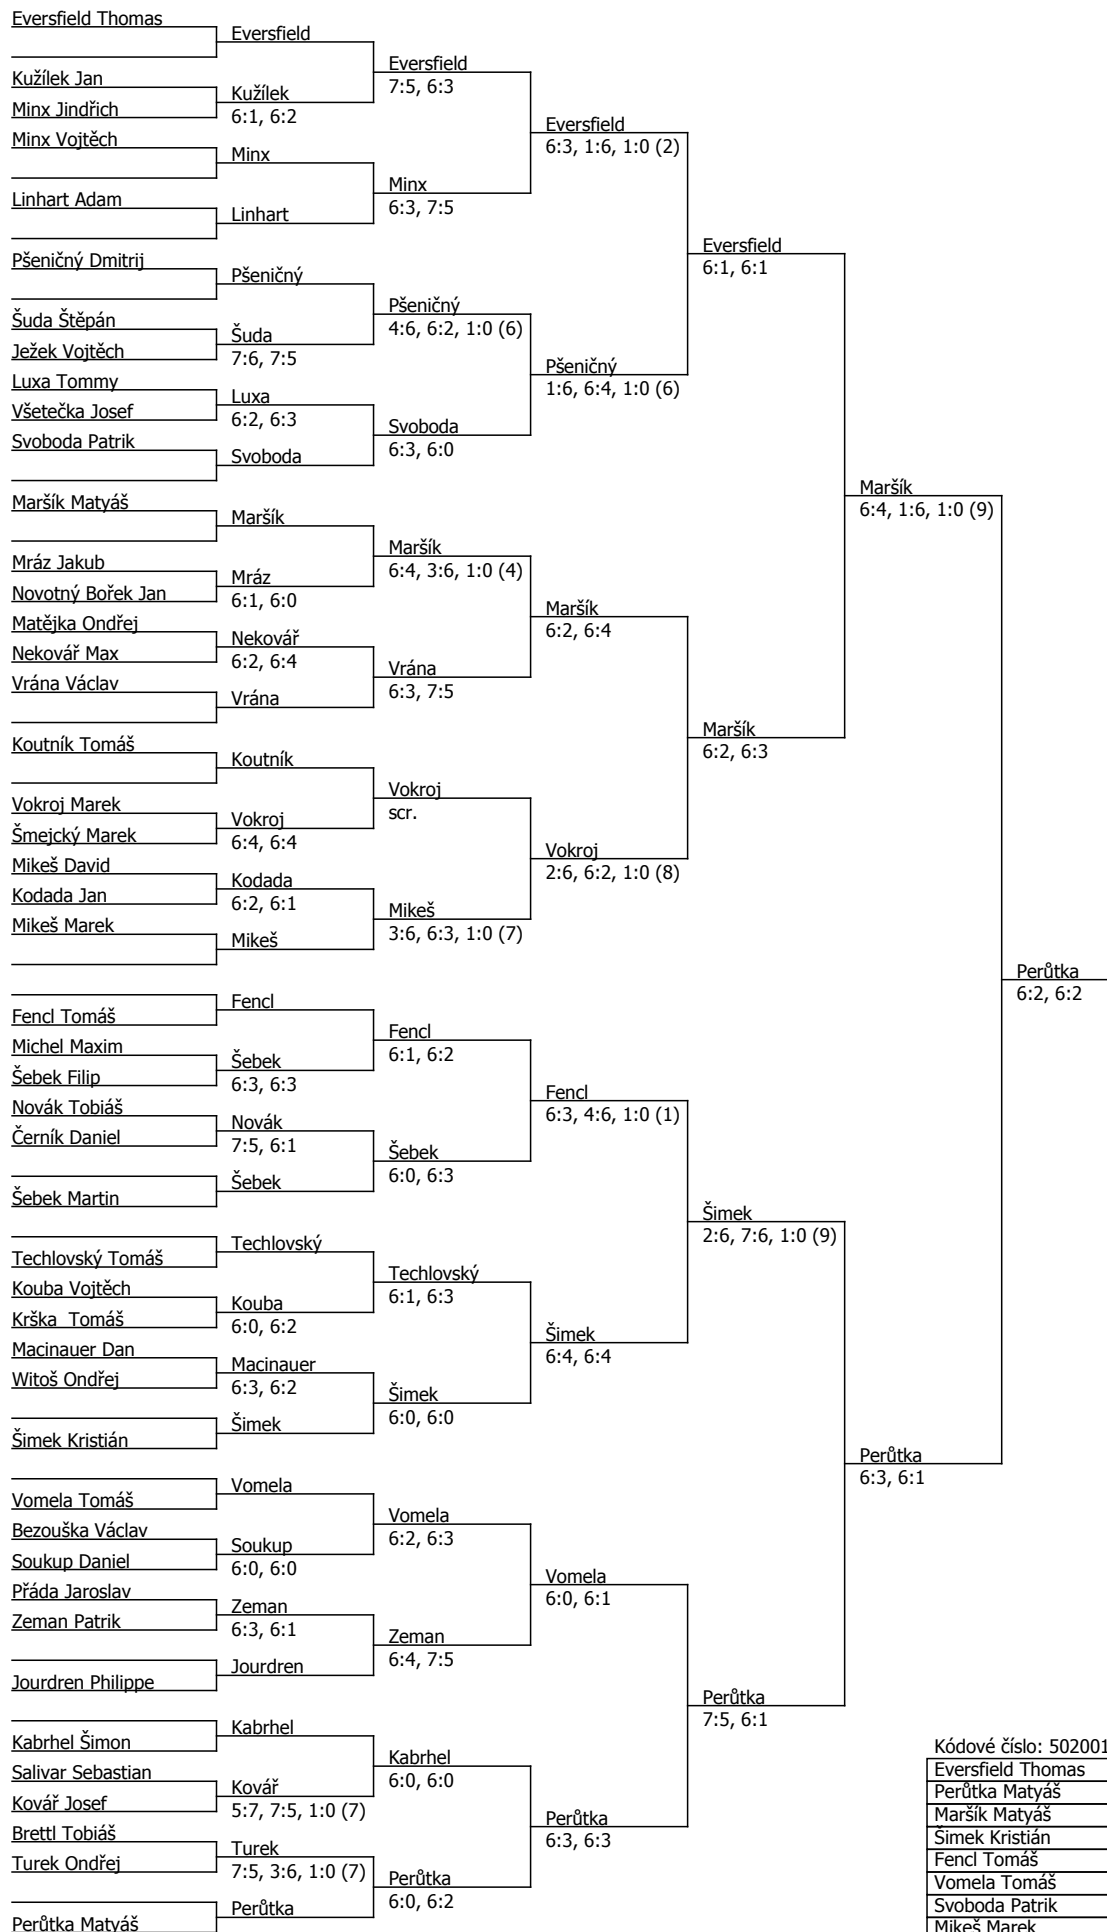 Eversfield Thomas
Kužílek Jan
Minx Jindřich
Minx Vojtěch
Linhart Adam
Pšeničný Dmitrij
Šuda Štěpán
Ježek Vojtěch
Luxa Tommy
Všetečka Josef
Svoboda Patrik
Maršík Matyáš
Mráz Jakub
Novotný Bořek Jan
Matějka Ondřej
Nekovář Max
Vrána Václav
Koutník Tomáš
Vokroj Marek
Šmejcký Marek
Mikeš David
Kodada Jan
Mikeš Marek
Fencl Tomáš
Michel Maxim
Šebek Filip
Novák Tobiáš
Černík Daniel
Šebek Martin
Techlovský Tomáš
Kouba Vojtěch
Krška  Tomáš
Macinauer Dan
Witoš Ondřej
Šimek Kristián
Vomela Tomáš
Bezouška Václav
Soukup Daniel
Přáda Jaroslav
Zeman Patrik
Jourdren Philippe
Kabrhel Šimon
Salivar Sebastian
Kovář Josef
Brettl Tobiáš
Turek Ondřej
Perůtka Matyáš
Eversfield
Kužílek
6:1, 6:2
Minx
Linhart
Pšeničný
Šuda
7:6, 7:5
Luxa
6:2, 6:3
Svoboda
Maršík
Mráz
6:1, 6:0
Nekovář
6:2, 6:4
Vrána
Koutník
Vokroj
6:4, 6:4
Kodada
6:2, 6:1
Mikeš
Fencl
Šebek
6:3, 6:3
Novák
7:5, 6:1
Šebek
Techlovský
Kouba
6:0, 6:2
Macinauer
6:3, 6:2
Šimek
Vomela
Soukup
6:0, 6:0
Zeman
6:3, 6:1
Jourdren
Kabrhel
Kovář
5:7, 7:5, 1:0 (7)
Turek
7:5, 3:6, 1:0 (7)
Perůtka
Eversfield
7:5, 6:3
Minx
6:3, 7:5
Pšeničný
4:6, 6:2, 1:0 (6)
Svoboda
6:3, 6:0
Maršík
6:4, 3:6, 1:0 (4)
Vrána
6:3, 7:5
Vokroj
scr.
Mikeš
3:6, 6:3, 1:0 (7)
Fencl
6:1, 6:2
Šebek
6:0, 6:3
Techlovský
6:1, 6:3
Šimek
6:0, 6:0
Vomela
6:2, 6:3
Zeman
6:4, 7:5
Kabrhel
6:0, 6:0
Perůtka
6:0, 6:2
Eversfield
6:3, 1:6, 1:0 (2)
Pšeničný
1:6, 6:4, 1:0 (6)
Maršík
6:2, 6:4
Vokroj
2:6, 6:2, 1:0 (8)
Fencl
6:3, 4:6, 1:0 (1)
Šimek
6:4, 6:4
Vomela
6:0, 6:1
Perůtka
6:3, 6:3
Eversfield
6:1, 6:1
Maršík
6:2, 6:3
Šimek
2:6, 7:6, 1:0 (9)
Perůtka
7:5, 6:1
Maršík
6:4, 1:6, 1:0 (9)
Perůtka
6:3, 6:1
Perůtka
6:2, 6:2
Kódové číslo: 502001
Eversfield Thomas
Perůtka Matyáš
Maršík Matyáš
Šimek Kristián
Fencl Tomáš
Vomela Tomáš
Svoboda Patrik
Mikeš Marek